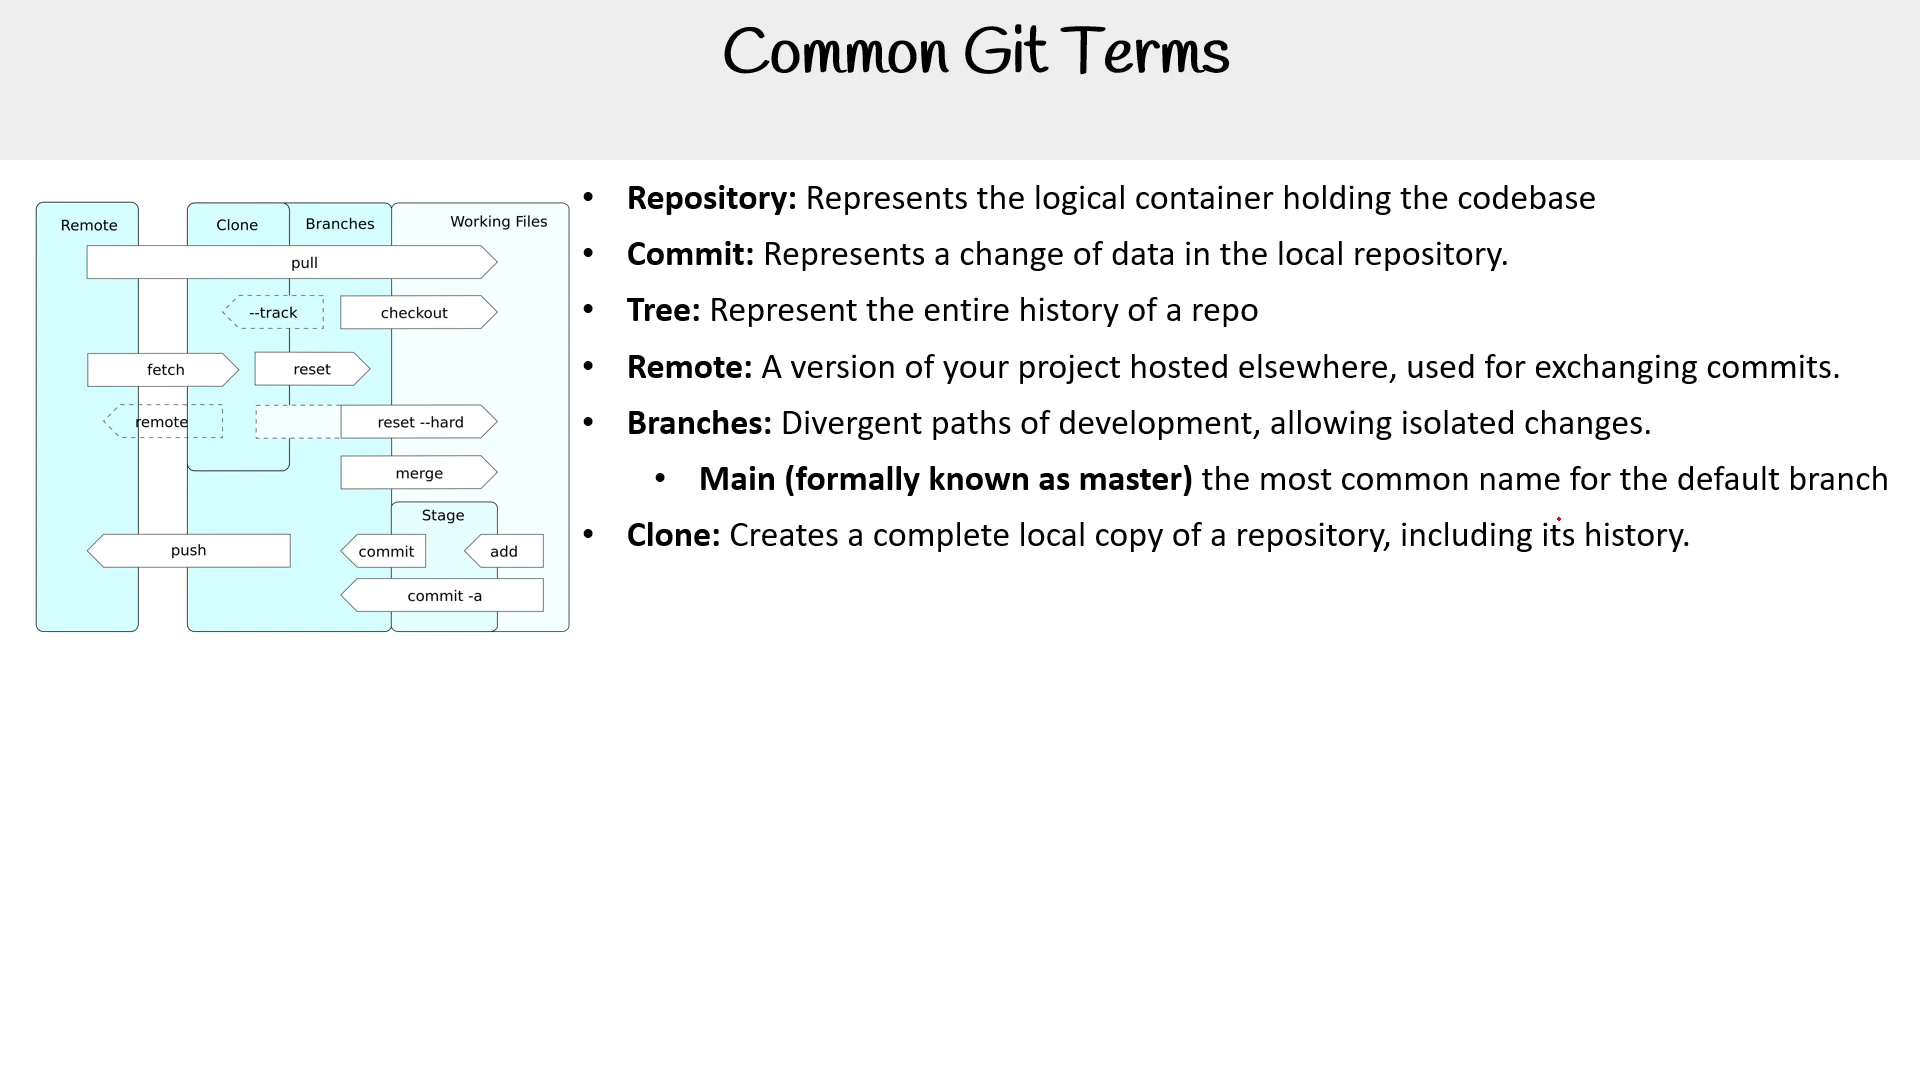 Common Git Terms
Remote
Clone
Branches
Working Files
pull
--track
checkout
fetch
reset
remote
reset --hard
merge
Stage
push
commit
add
commit -a
• Repository: Represents the logical container holding the codebase
• Commit: Represents a change of data in the local repository.
• Tree: Represent the entire history of a repo
• Remote: A version of your project hosted elsewhere, used for exchanging commits.
• Branches: Divergent paths of development, allowing isolated changes.
• Main (formally known as master) the most common name for the default branch
• Clone: Creates a complete local copy of a repository, including its history.